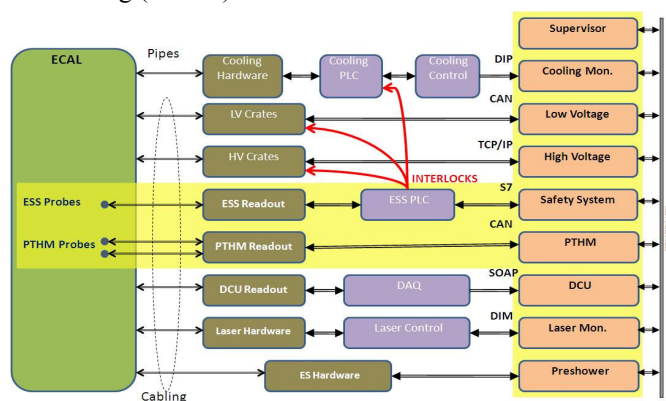 Supervisor
ECAL
Pipes
Cooling Hardware
Cooling PLC
Cooling Control
DIP
Cooling Mon.
CAN
LV Crates
Low Voltage
TCP/IP
HV Crates
High Voltage
INTERLOCKS
S7
ESS Probes
ESS Readout
ESS PLC
Safety System
CAN
PTHM Probes
PTHM Readout
PTHM
SOAP
DCU Readout
DAQ
DCU
DIM
Laser Hardware
Laser Control
Laser Mon.
ES Hardware
Preshower
Cabling